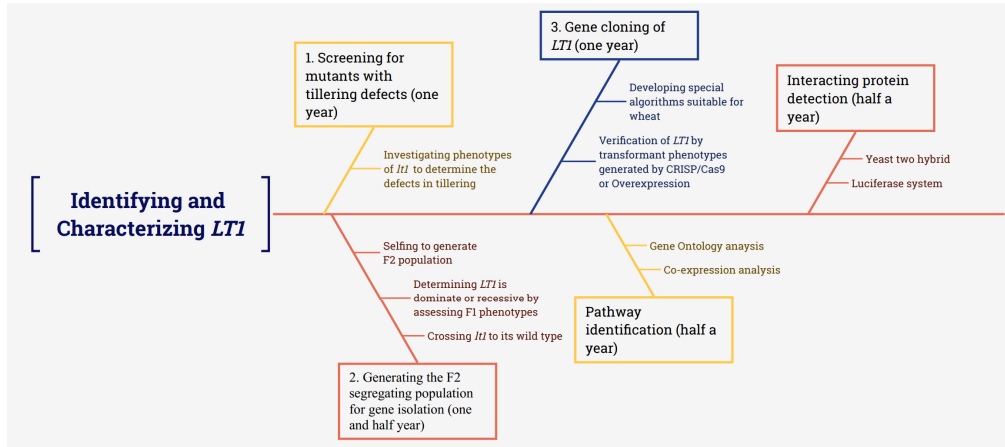 Identifying and
Characterizing LT1
1. Screening for
mutants with
tillering defects (one
year)
Investigating phenotypes
of lt1 to determine the
defects in tillering
Selfing to generate
F2 population
Determining LT1 is
dominate or recessive by
assessing F1 phenotypes
Crossing lt1 to its wild type
2. Generating the F2
segregating population
for gene isolation (one
and half year)
3. Gene cloning of
LT1 (one year)
Developing special
algorithms suitable for
wheat
Verification of LT1 by
transformant phenotypes
generated by CRISP/Cas9
or Overexpression
Gene Ontology anaysis
Co-expression analysis
Pathway
identification (half
a year)
Interacting protein
detection (half a
year)
Yeast two hybrid
Luciferase system